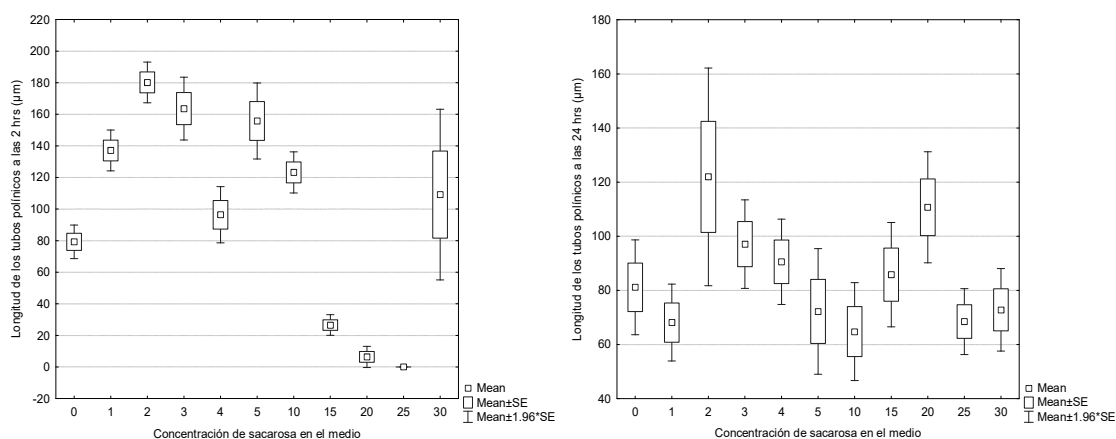 Longitud de los tubos polínicos a las 2 hrs (µm)
220
200
180
160
140
120
100
80
60
40
20
0
-20
0 1 2 3 4 5 10 15 20 25 30
Concentración de sacarosa en el medio
Mean
Mean±SE
Mean±1.96*SE
Longitud de los tubos polínicos a las 24 hrs (µm)
180
160
140
120
100
80
60
40
0 1 2 3 4 5 10 15 20 25 30
Concentración de sacarosa en el medio
Mean
Mean±SE
Mean±1.96*SE